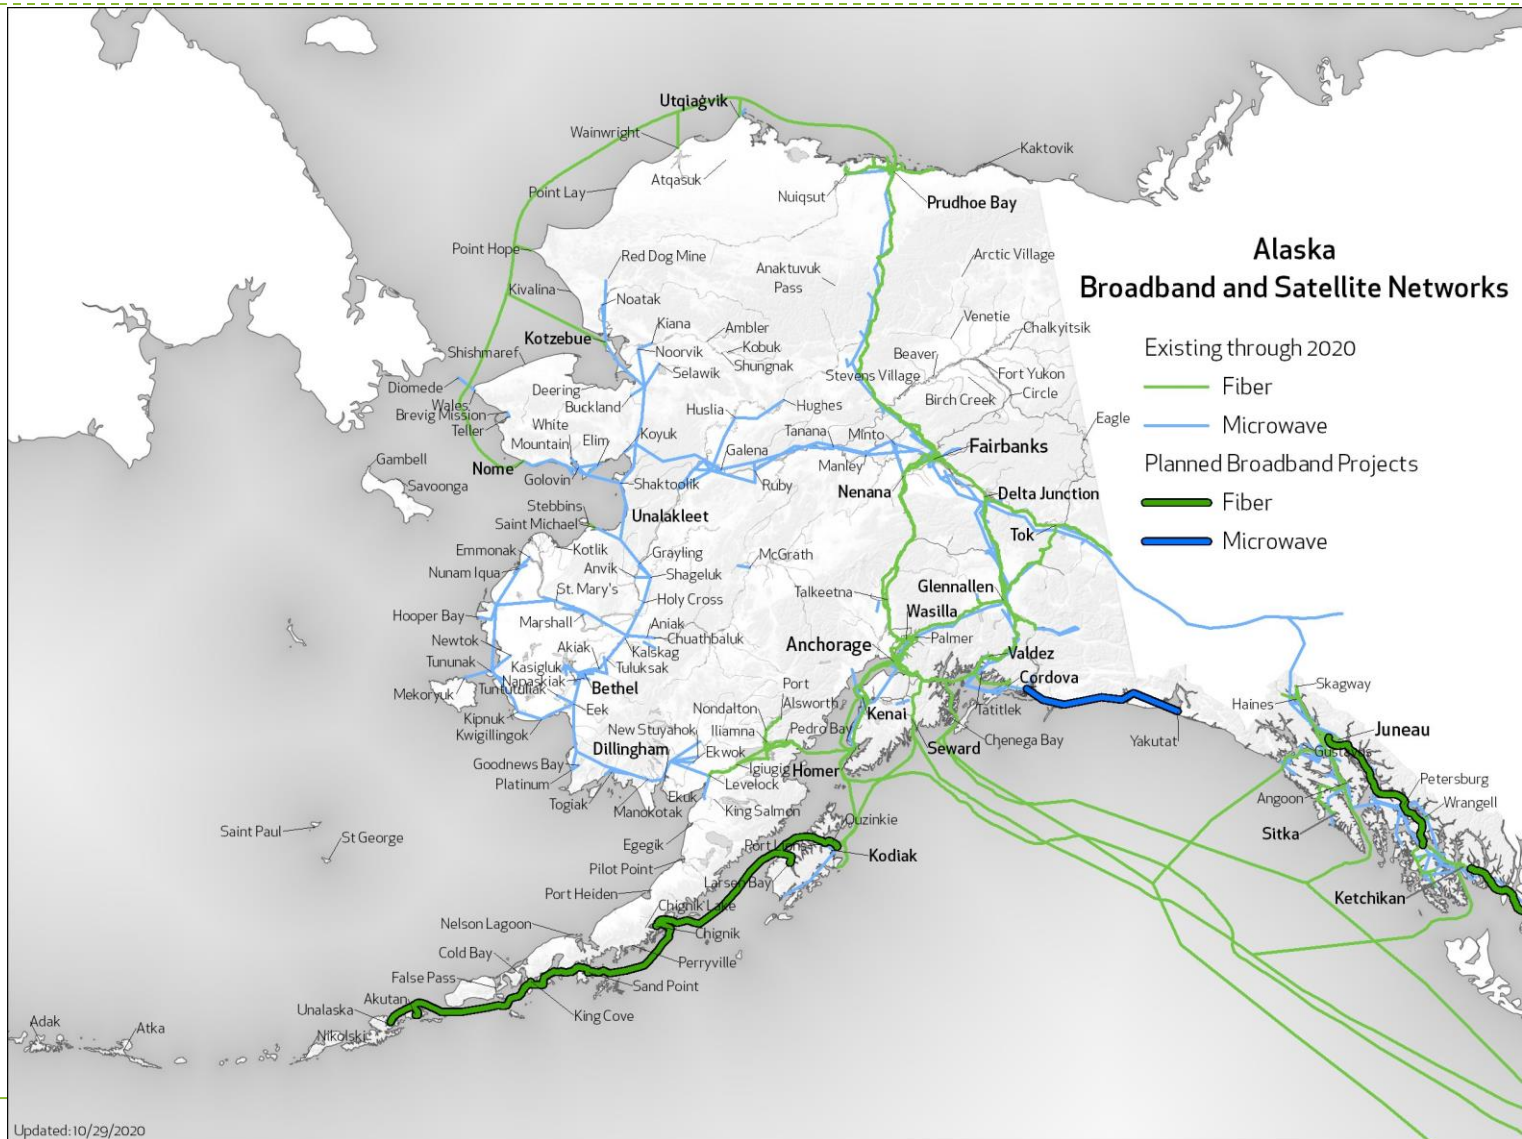 Alaska
Broadband and Satellite Networks
Existing through 2020
Fiber
Microwave
Planned Broadband Projects
Fiber
Microwave
Utqiaġvik
Wainwright
Kaktovik
Atqasuk
Point Lay
Nuiqsut
Prudhoe Bay
Point Hope
Red Dog Mine
Anaktuvuk
Pass
Arctic Village
Kivalina
Noatak
Venetie
Kiana
Ambler
Chalkyitsik
Kotzebue
Noorvik
Kobuk
Shishmaref
Selawik
Shungnak
Beaver
Stevens Village
Fort Yukon
Diomede
Deering
Circle
Wales
Buckland
Huslia
Hughes
Birch Creek
Brevig Mission
White
Eagle
Teller
Mountain
Elim
Koyuk
Tanana
Minto
Fairbanks
Galena
Gambell
Nome
Golovin
Manley
Savoonga
Shaktoolik
Ruby
Nenana
Delta Junction
Stebbins
Unalakleet
Saint Michael
Tok
Emmonak
Kotlik
Grayling
McGrath
Nunam Iqua
Anvik
Shageluk
St. Mary's
Talkeetna
Glennallen
Holy Cross
Wasilla
Hooper Bay
Marshall
Aniak
Chuathbaluk
Palmer
Newtok
Akiak
Kalskag
Anchorage
Valdez
Tununak
Kasigluk
Tuluksak
Cordova
Napaskiak
Bethel
Port
Alsworth
Mekoryuk
Tuntutuliak
Skagway
Eek
Nondalton
Kenai
Tatitlek
Haines
Kipnuk
New Stuyahok
Iliamna
Pedro Bay
Juneau
Kwigillingok
Yakutat
Chenega Bay
Dillingham
Ekwok
Seward
Gustavus
Goodnews Bay
Igiugig
Homer
Petersburg
Platinum
Levelock
Wrangell
Togiak
Ekuk
Angoon
Manokotak
King Salmon
Ouzinkie
Sitka
Saint Paul
St George
Egegik
Port Lions
Kodiak
Pilot Point
Larsen Bay
Port Heiden
Chignik Lake
Ketchikan
Nelson Lagoon
Chignik
Cold Bay
Perryville
False Pass
Sand Point
Akutan
Unalaska
King Cove
Adak
Atka
Nikolski
Updated:10/29/2020